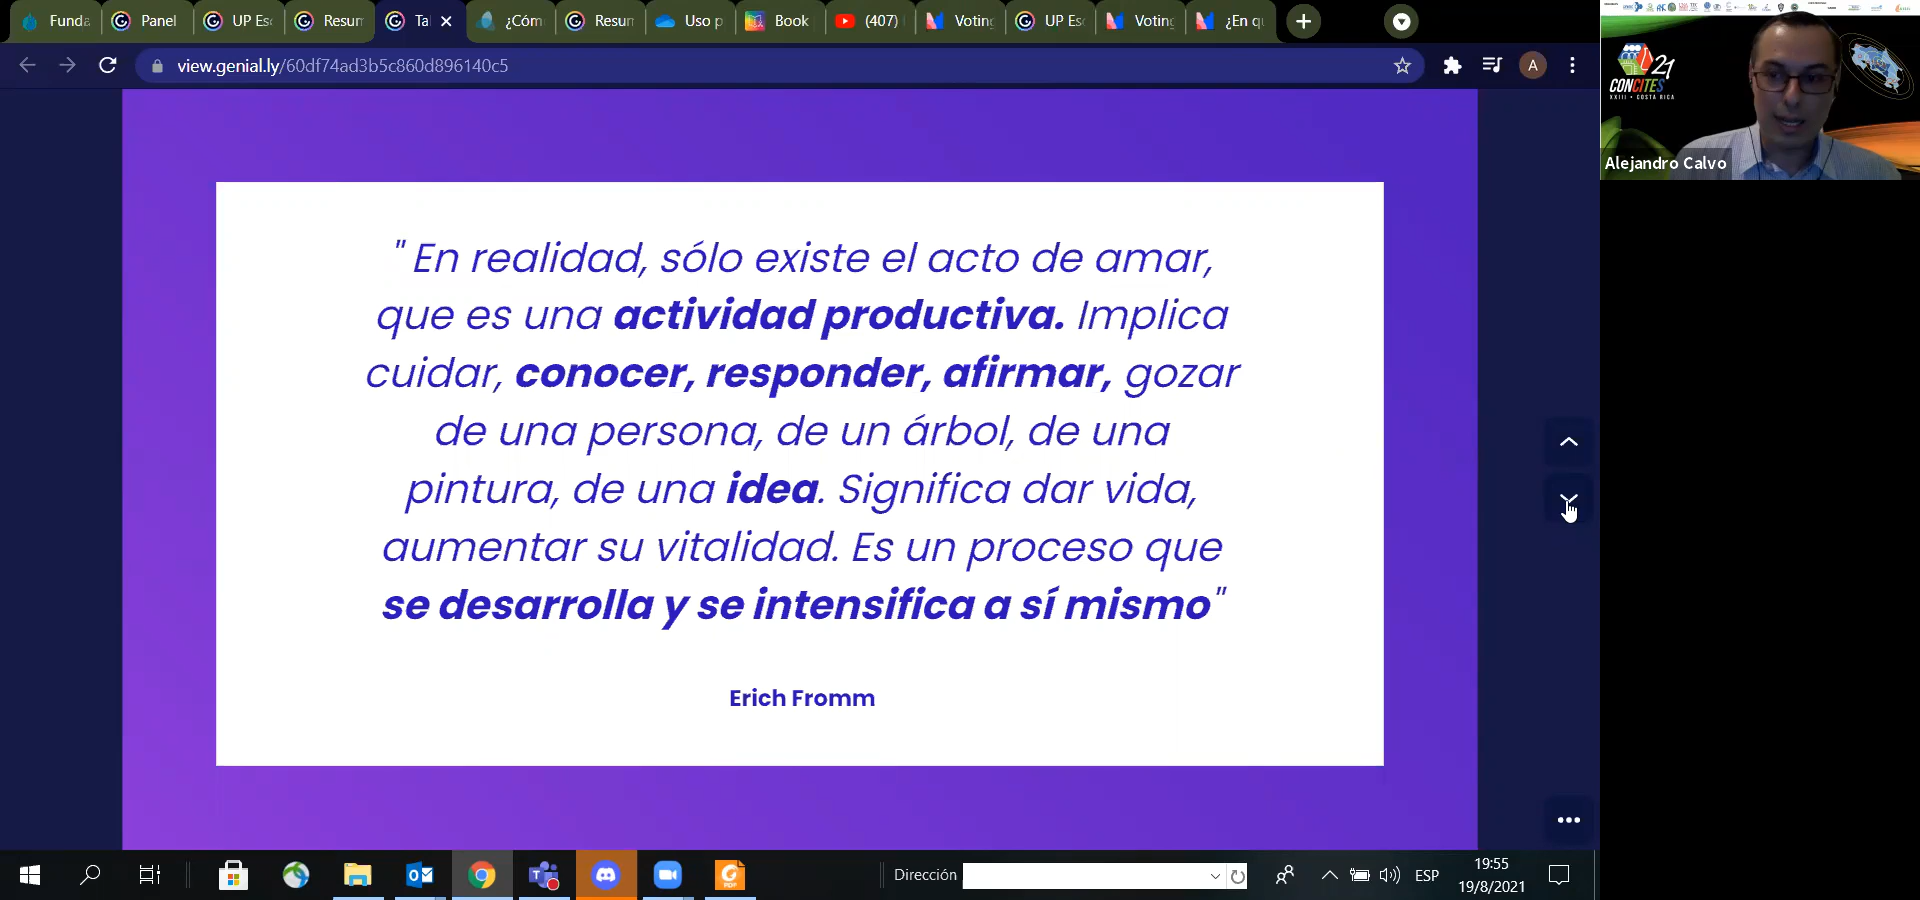 Funda
Panel
UP Es
Resum
Ta
¿Cóm
Resum
Uso p
Book
(407)
Voting
UP Es
Voting
¿En q
view.genial.ly/60df74ad3b5c860d896140c5
A
21
CONCITES
XXIII • COSTA RICA
Alejandro Calvo
" En realidad, sólo existe el acto de amar,
que es una actividad productiva. Implica
cuidar, conocer, responder, afirmar, gozar
de una persona, de un árbol, de una
pintura, de una idea. Significa dar vida,
aumentar su vitalidad. Es un proceso que
se desarrolla y se intensifica a sí mismo"
Erich Fromm
Dirección
ESP
19:55
19/8/2021